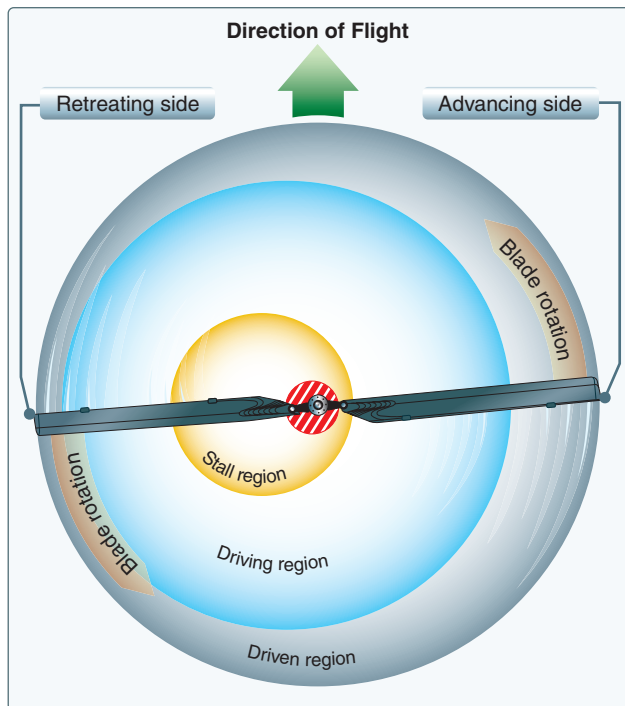 Direction of Flight
Retreating side
Advancing side
Blade rotation
Stall region
Blade rotation
Driving region
Driven region